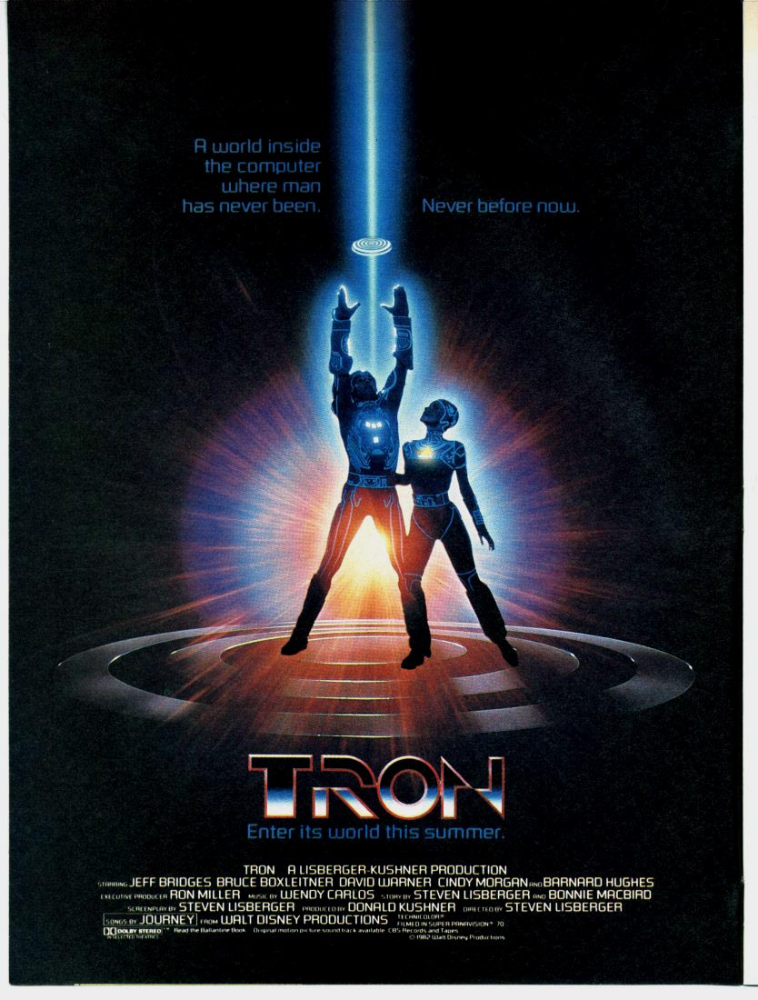 A world inside
the computer
where man
has never been.
Never before now.
TRON
Enter its world this summer.
TRON A LISBERGER-KUSHNER PRODUCTION
STARRING JEFF BRIDGES BRUCE BOXLEITNER DAVID WARNER CINDY MORGAN AND BARNARD HUGHES
EXECUTIVE PRODUCER RON MILLER MUSIC BY WENDY CARLOS STORY BY STEVEN LISBERGER AND BONNIE MACBIRD
SCREENPLAY BY STEVEN LISBERGER PRODUCED BY DONALD KUSHNER DIRECTED BY STEVEN LISBERGER
SONGS BY JOURNEY FROM WALT DISNEY PRODUCTIONS
TECHNICOLOR®
FILMED IN SUPER PANAVISION® 70
DOLBY STEREO ™ Read the Ballantine Book Original motion picture sound track available CBS Records and Tapes
IN SELECTED THEATRES
© 1982 Walt Disney Productions